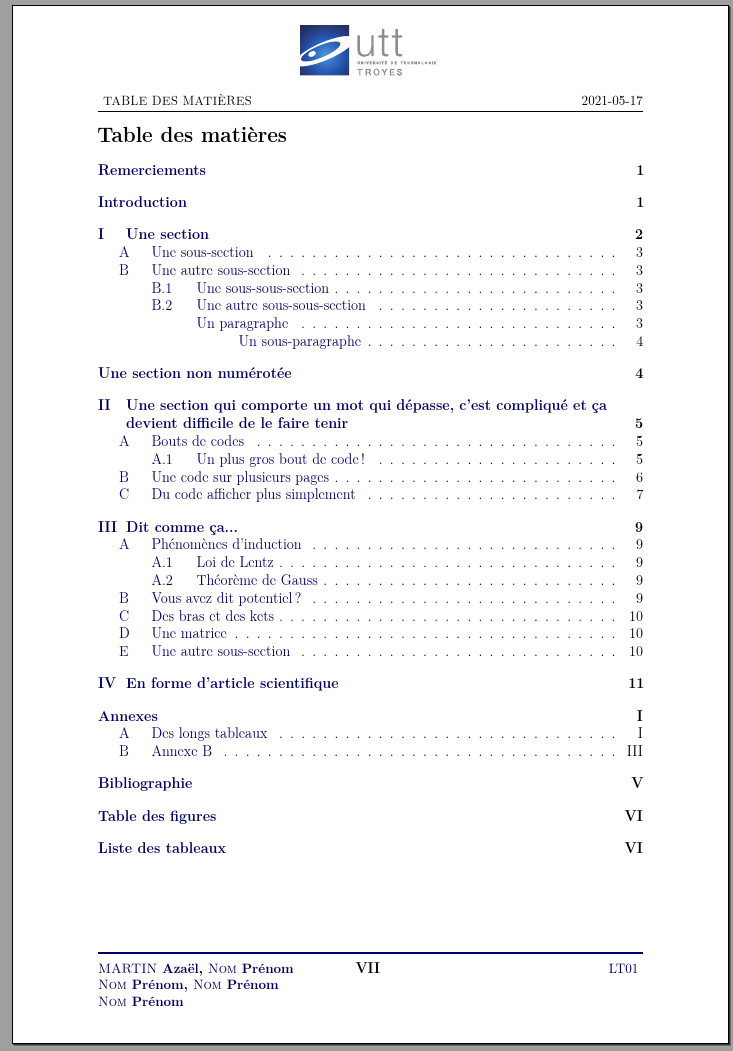 utt
UNIVERSITÉ DE TECHNOLOGIE
TROYES
TABLE DES MATIÈRES 2021-05-17
Table des matières
Remerciements 1
Introduction 1
I Une section 2
A Une sous-section . . . . . . . . . . . . . . . . . . . . . . . . . . . . . . . . 3
B Une autre sous-section . . . . . . . . . . . . . . . . . . . . . . . . . . . . . 3
B.1 Une sous-sous-section . . . . . . . . . . . . . . . . . . . . . . . . . . 3
B.2 Une autre sous-sous-section . . . . . . . . . . . . . . . . . . . . . . 3
Un paragraphe . . . . . . . . . . . . . . . . . . . . . . . . . . . . . 3
Un sous-paragraphe . . . . . . . . . . . . . . . . . . . . . . . 4
Une section non numérotée 4
II Une section qui comporte un mot qui dépasse, c'est compliqué et ça
devient difficile de le faire tenir 5
A Bouts de codes . . . . . . . . . . . . . . . . . . . . . . . . . . . . . . . . . 5
A.1 Un plus gros bout de code ! . . . . . . . . . . . . . . . . . . . . . . 5
B Une code sur plusieurs pages . . . . . . . . . . . . . . . . . . . . . . . . . . 6
C Du code afficher plus simplement . . . . . . . . . . . . . . . . . . . . . . . 7
III Dit comme ça... 9
A Phénomènes d'induction . . . . . . . . . . . . . . . . . . . . . . . . . . . . 9
A.1 Loi de Lentz . . . . . . . . . . . . . . . . . . . . . . . . . . . . . . . 9
A.2 Théorème de Gauss . . . . . . . . . . . . . . . . . . . . . . . . . . . 9
B Vous avez dit potentiel ? . . . . . . . . . . . . . . . . . . . . . . . . . . . . 9
C Des bras et des kets . . . . . . . . . . . . . . . . . . . . . . . . . . . . . . . 10
D Une matrice . . . . . . . . . . . . . . . . . . . . . . . . . . . . . . . . . . . 10
E Une autre sous-section . . . . . . . . . . . . . . . . . . . . . . . . . . . . . 10
IV En forme d'article scientifique 11
Annexes I
A Des longs tableaux . . . . . . . . . . . . . . . . . . . . . . . . . . . . . . . I
B Annexe B . . . . . . . . . . . . . . . . . . . . . . . . . . . . . . . . . . . . III
Bibliographie V
Table des figures VI
Liste des tableaux VI
MARTIN Azaël, Nom Prénom VII LT01
Nom Prénom, Nom Prénom
Nom Prénom